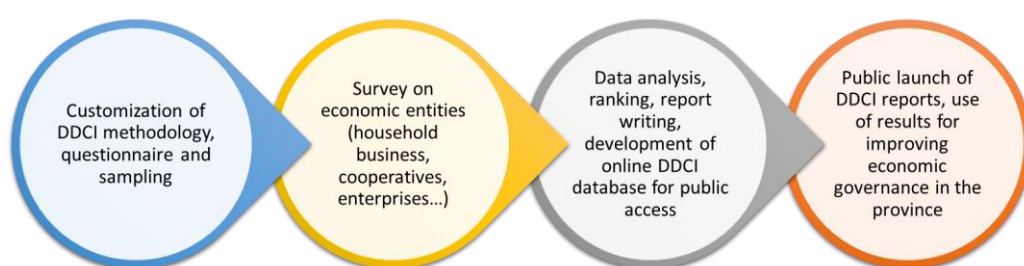 Customization of
DDCI methodology,
questionnaire and
sampling
Survey on
economic entities
(household
business,
cooperatives,
enterprises...)
Data analysis,
ranking, report
writing,
development of
online DDCI
database for public
access
Public launch of
DDCI reports, use
of results for
improving
economic
governance in the
province